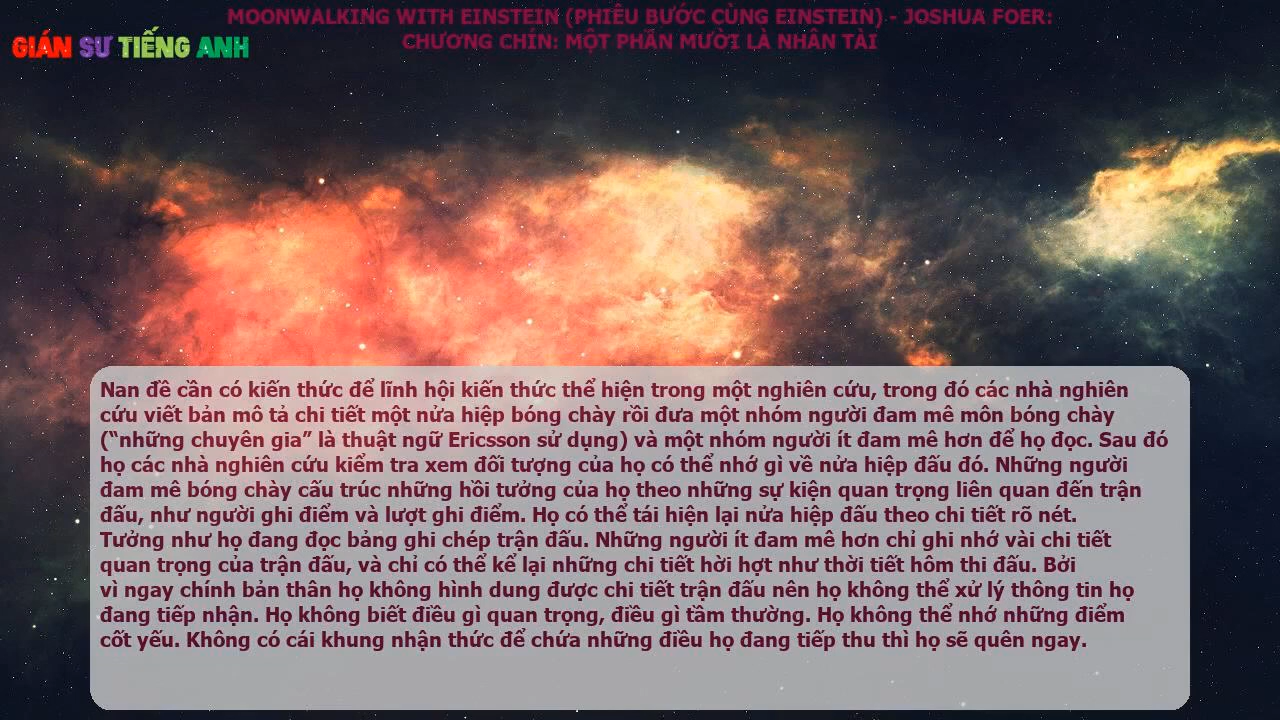 MOONWALKING WITH EINSTEIN (PHIÊU BƯỚC CÙNG EINSTEIN) - JOSHUA FOER:
CHƯƠNG CHÍN: MỘT PHẦN MƯỜI LÀ NHÂN TÀI
GIÁN SƯ TIẾNG ANH
Nan đề cần có kiến thức để lĩnh hội kiến thức thể hiện trong một nghiên cứu, trong đó các nhà nghiên
cứu viết bản mô tả chi tiết một nửa hiệp bóng chày rồi đưa một nhóm người đam mê môn bóng chày
(“những chuyên gia” là thuật ngữ Ericsson sử dụng) và một nhóm người ít đam mê hơn để họ đọc. Sau đó
họ các nhà nghiên cứu kiểm tra xem đối tượng của họ có thể nhớ gì về nửa hiệp đấu đó. Những người
đam mê bóng chày cấu trúc những hồi tưởng của họ theo những sự kiện quan trọng liên quan đến trận
đấu, như người ghi điểm và lượt ghi điểm. Họ có thể tái hiện lại nửa hiệp đấu theo chi tiết rõ nét.
Tưởng như họ đang đọc bảng ghi chép trận đấu. Những người ít đam mê hơn chỉ ghi nhớ vài chi tiết
quan trọng của trận đấu, và chỉ có thể kể lại những chi tiết hời hợt như thời tiết hôm thi đấu. Bởi
vì ngay chính bản thân họ không hình dung được chi tiết trận đấu nên họ không thể xử lý thông tin họ
đang tiếp nhận. Họ không biết điều gì quan trọng, điều gì tầm thường. Họ không thể nhớ những điểm
cốt yếu. Không có cái khung nhận thức để chứa những điều họ đang tiếp thu thì họ sẽ quên ngay.